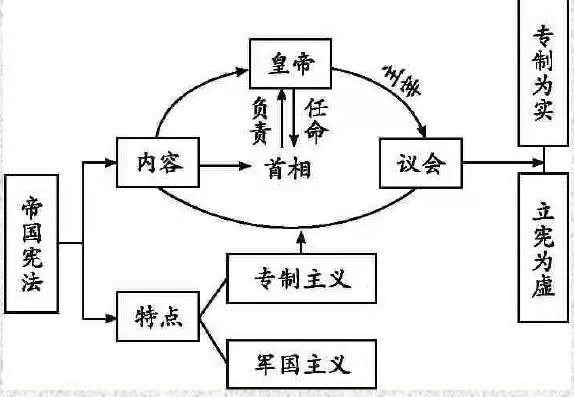 帝国宪法
内容
皇帝
负责
任命
首相
主宰
议会
专制为实
立宪为虚
特点
专制主义
军国主义